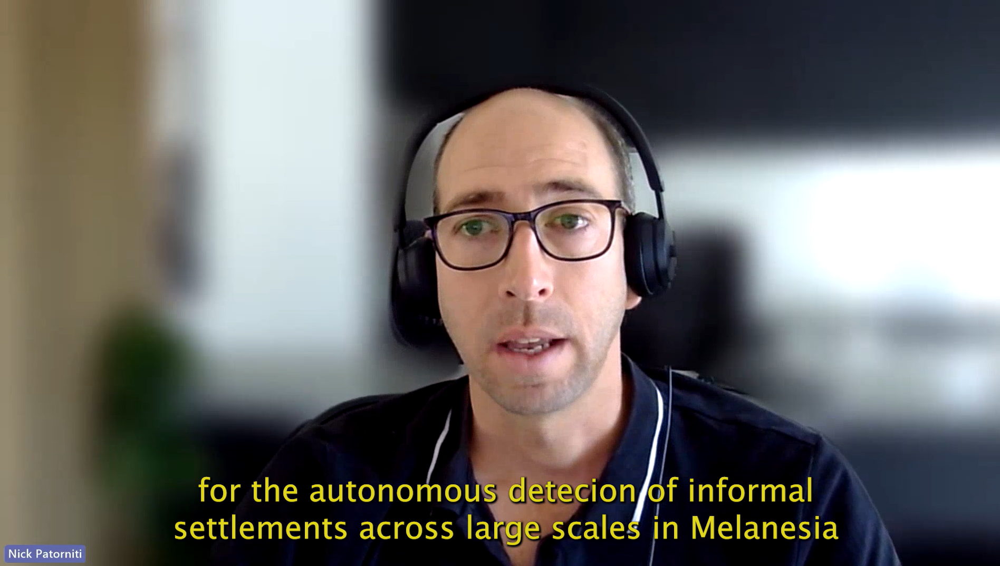 for the autonomous detecion of informal
settlements across large scales in Melanesia
Nick Patorniti